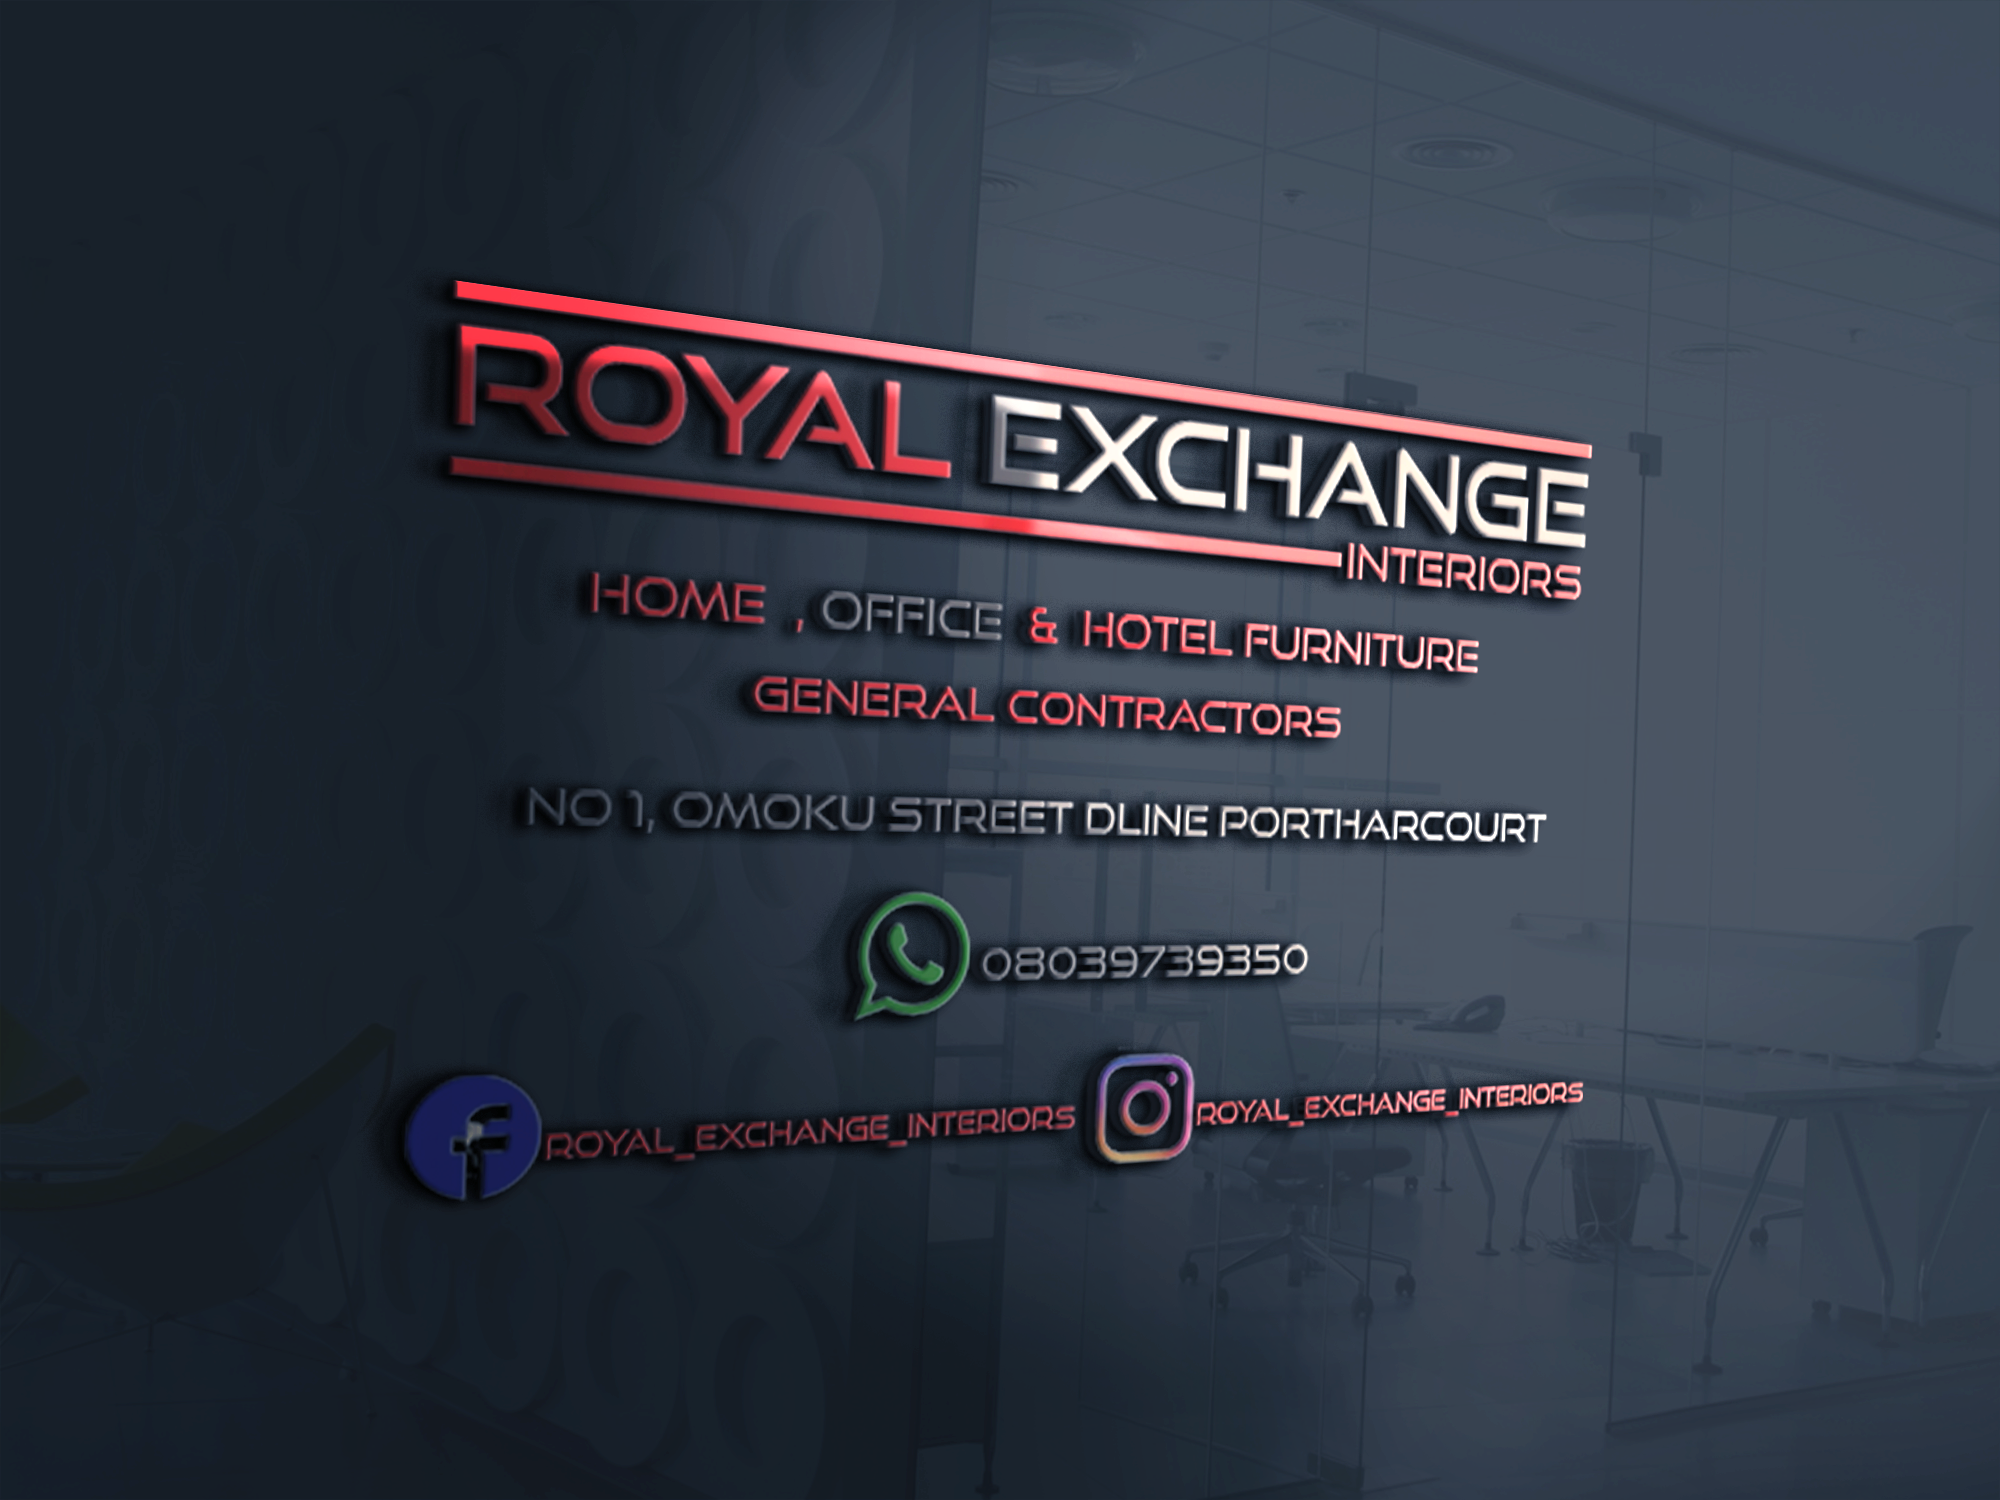 ROYAL EXCHANGE
INTERIORS
HOME , OFFICE & HOTEL FURNITURE
GENERAL CONTRACTORS
NO 1, OMOKU STREET DLINE PORTHARCOURT
08039739350
ROYAL_EXCHANGE_INTERIORS
ROYAL_EXCHANGE_INTERIORS